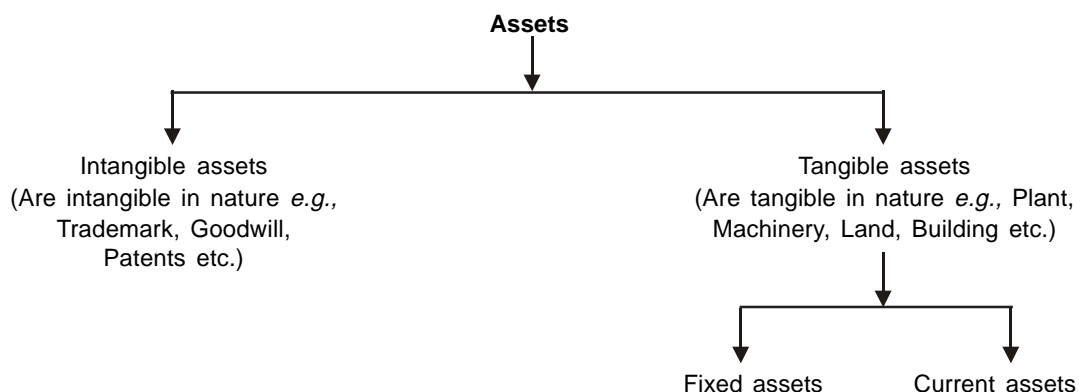 Assets
Intangible assets
(Are intangible in nature e.g.,
Trademark, Goodwill,
Patents etc.)
Tangible assets
(Are tangible in nature e.g., Plant,
Machinery, Land, Building etc.)
Fixed assets
Current assets